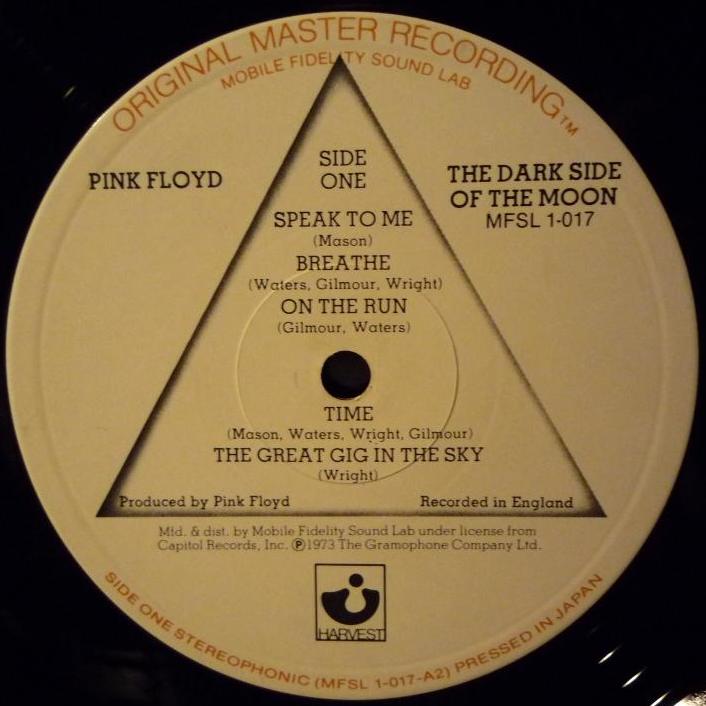 ORIGINAL MASTER RECORDING™
MOBILE FIDELITY SOUND LAB
PINK FLOYD
SIDE
ONE
THE DARK SIDE
OF THE MOON
MFSL 1-017
SPEAK TO ME
(Mason)
BREATHE
(Waters, Gilmour, Wright)
ON THE RUN
(Gilmour, Waters)
TIME
(Mason, Waters, Wright, Gilmour)
THE GREAT GIG IN THE SKY
(Wright)
Produced by Pink Floyd
Recorded in England
Mfd. & dist. by Mobile Fidelity Sound Lab under license from
Capitol Records, Inc. ℗1973 The Gramophone Company Ltd.
HARVEST
SIDE ONE STEREOPHONIC (MFSL 1-017-A2) PRESSED IN JAPAN